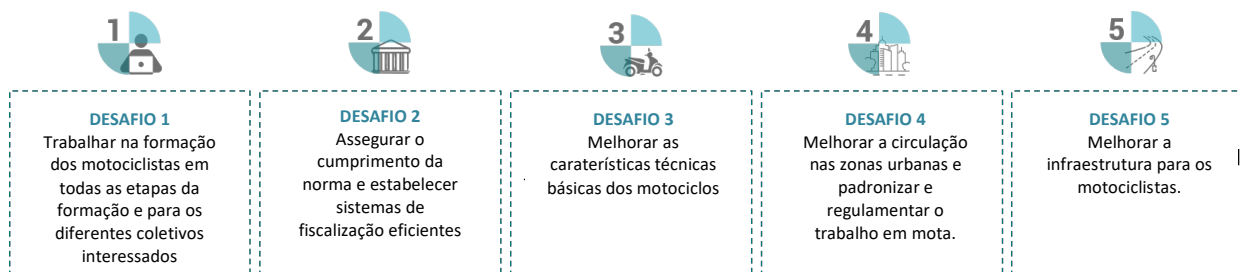 1
2
3
4
5
DESAFIO 1
Trabalhar na formação
dos motociclistas em
todas as etapas da
formação e para os
diferentes coletivos
interessados
DESAFIO 2
Assegurar o
cumprimento da
norma e estabelecer
sistemas de
fiscalização eficientes
DESAFIO 3
Melhorar as
caraterísticas técnicas
básicas dos motociclos
DESAFIO 4
Melhorar a circulação
nas zonas urbanas e
padronizar e
regulamentar o
trabalho em mota.
DESAFIO 5
Melhorar a
infraestrutura para os
motociclistas.